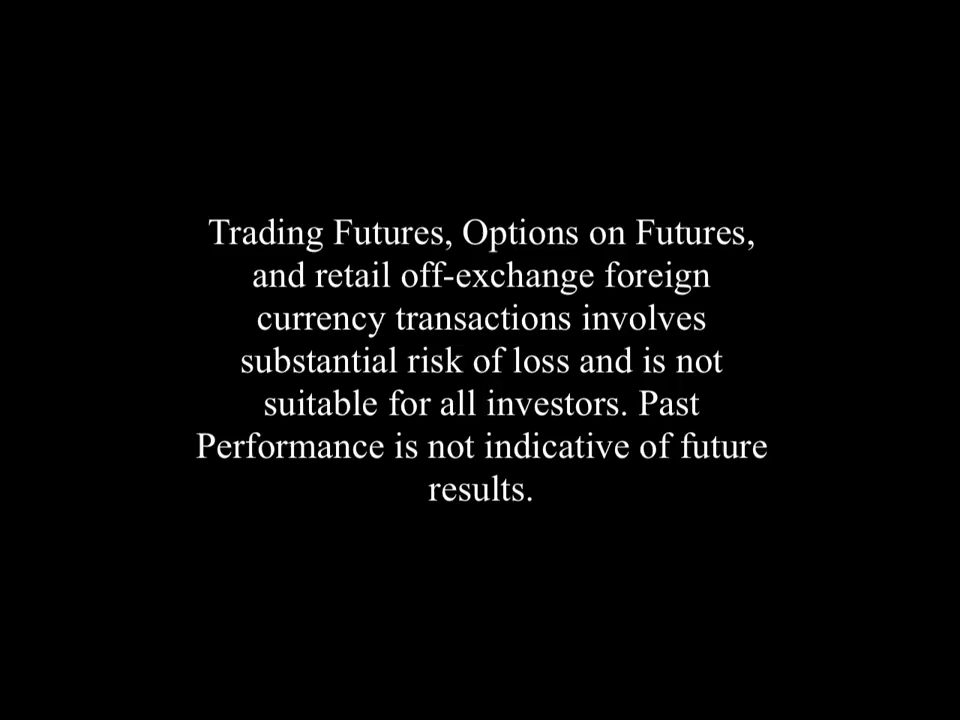 Trading Futures, Options on Futures,
and retail off-exchange foreign
currency transactions involves
substantial risk of loss and is not
suitable for all investors. Past
Performance is not indicative of future
results.